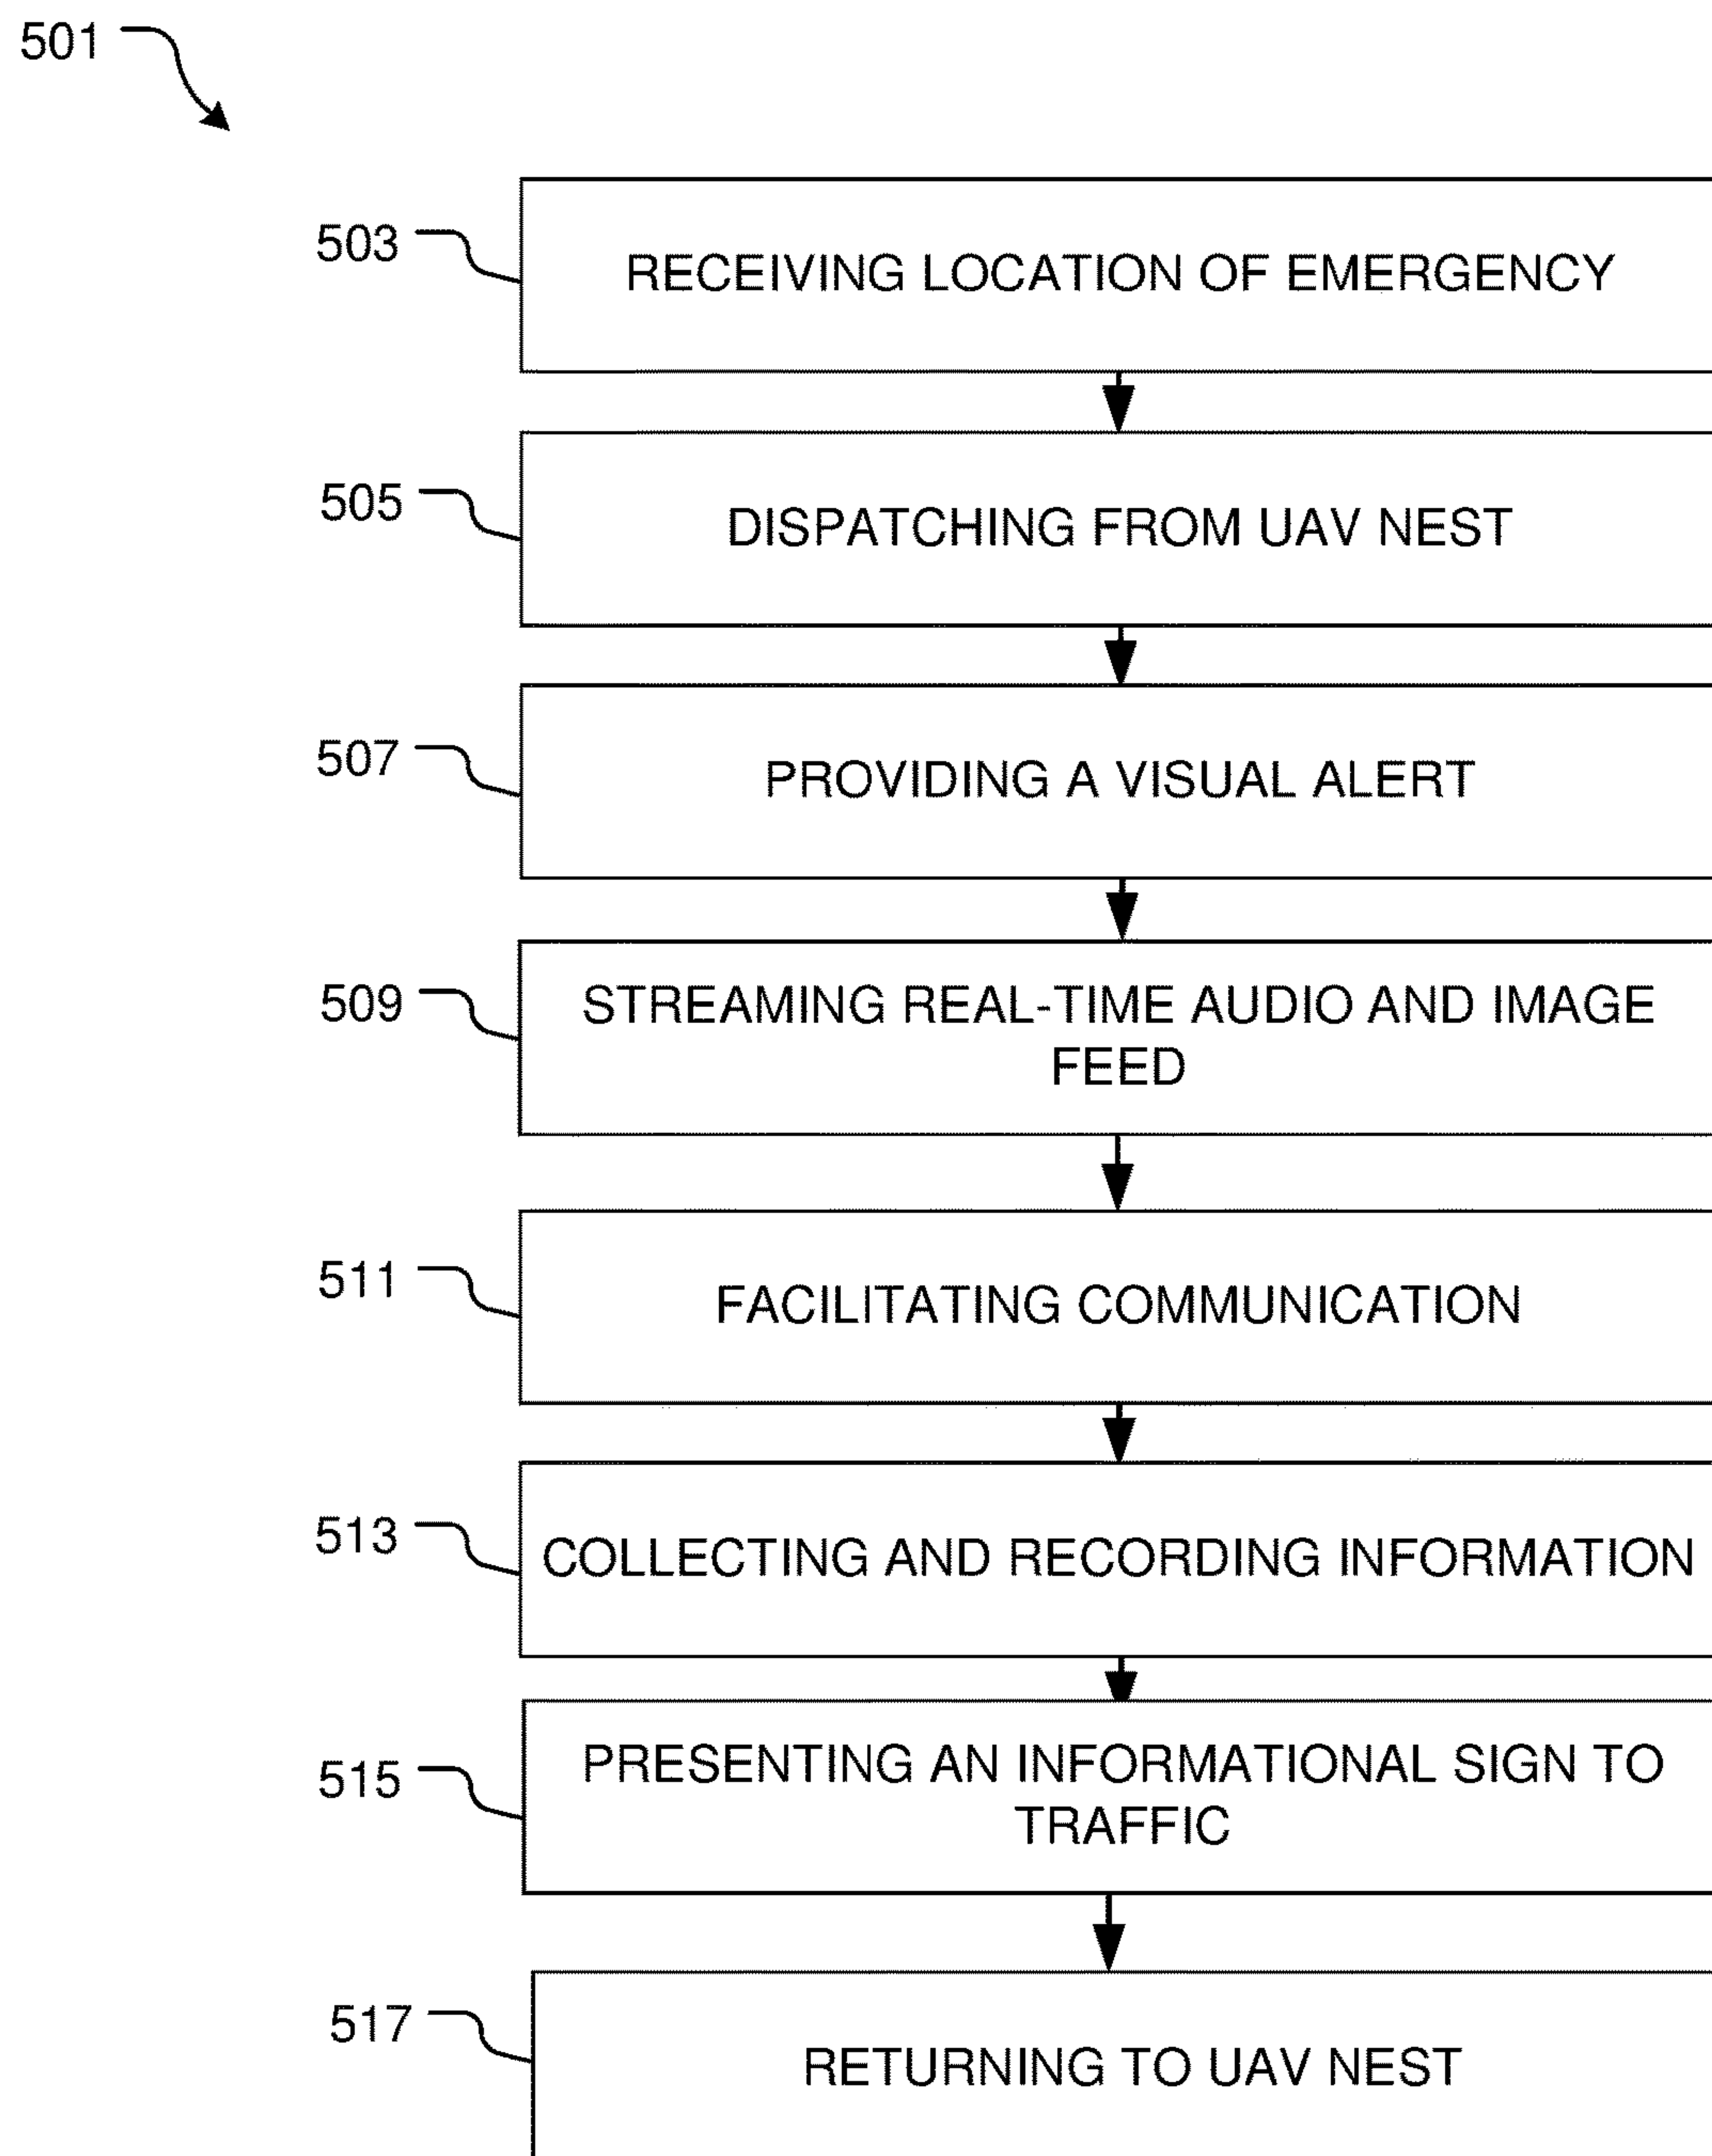 501
503
RECEIVING LOCATION OF EMERGENCY
505
DISPATCHING FROM UAV NEST
507
PROVIDING A VISUAL ALERT
509
STREAMING REAL-TIME AUDIO AND IMAGE
FEED
511
FACILITATING COMMUNICATION
513
COLLECTING AND RECORDING INFORMATION
515
PRESENTING AN INFORMATIONAL SIGN TO
TRAFFIC
517
RETURNING TO UAV NEST